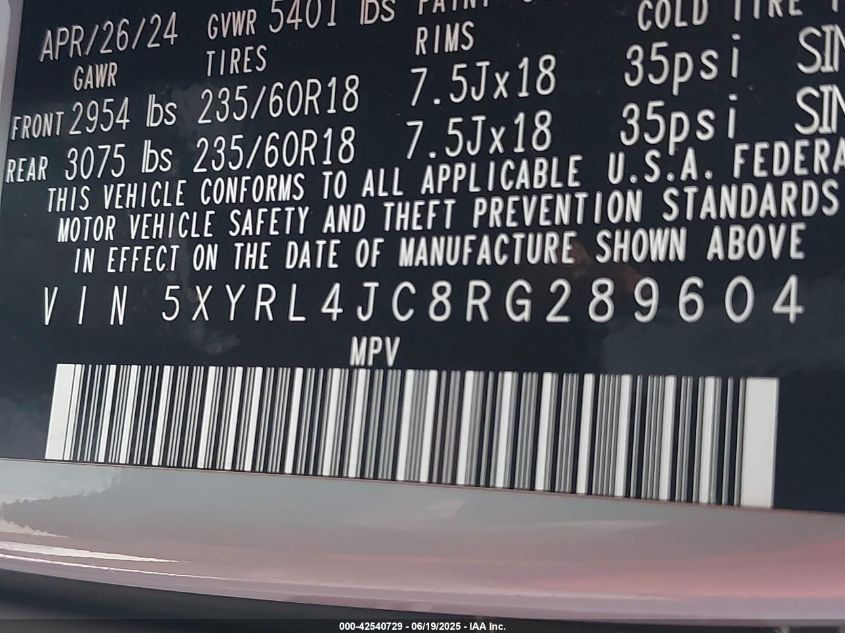 APR/26/24 GVWR 5401 lbs
GAWR TIRES RIMS COLD TIRE
FRONT 2954 lbs 235/60R18 7.5Jx18 35psi
REAR 3075 lbs 235/60R18 7.5Jx18 35psi
THIS VEHICLE CONFORMS TO ALL APPLICABLE U.S.A. FEDERA
MOTOR VEHICLE SAFETY AND THEFT PREVENTION STANDARDS
IN EFFECT ON THE DATE OF MANUFACTURE SHOWN ABOVE
VIN 5XYRL4JC8RG289604
MPV
000-42540729 - 06/19/2025 - IAA Inc.